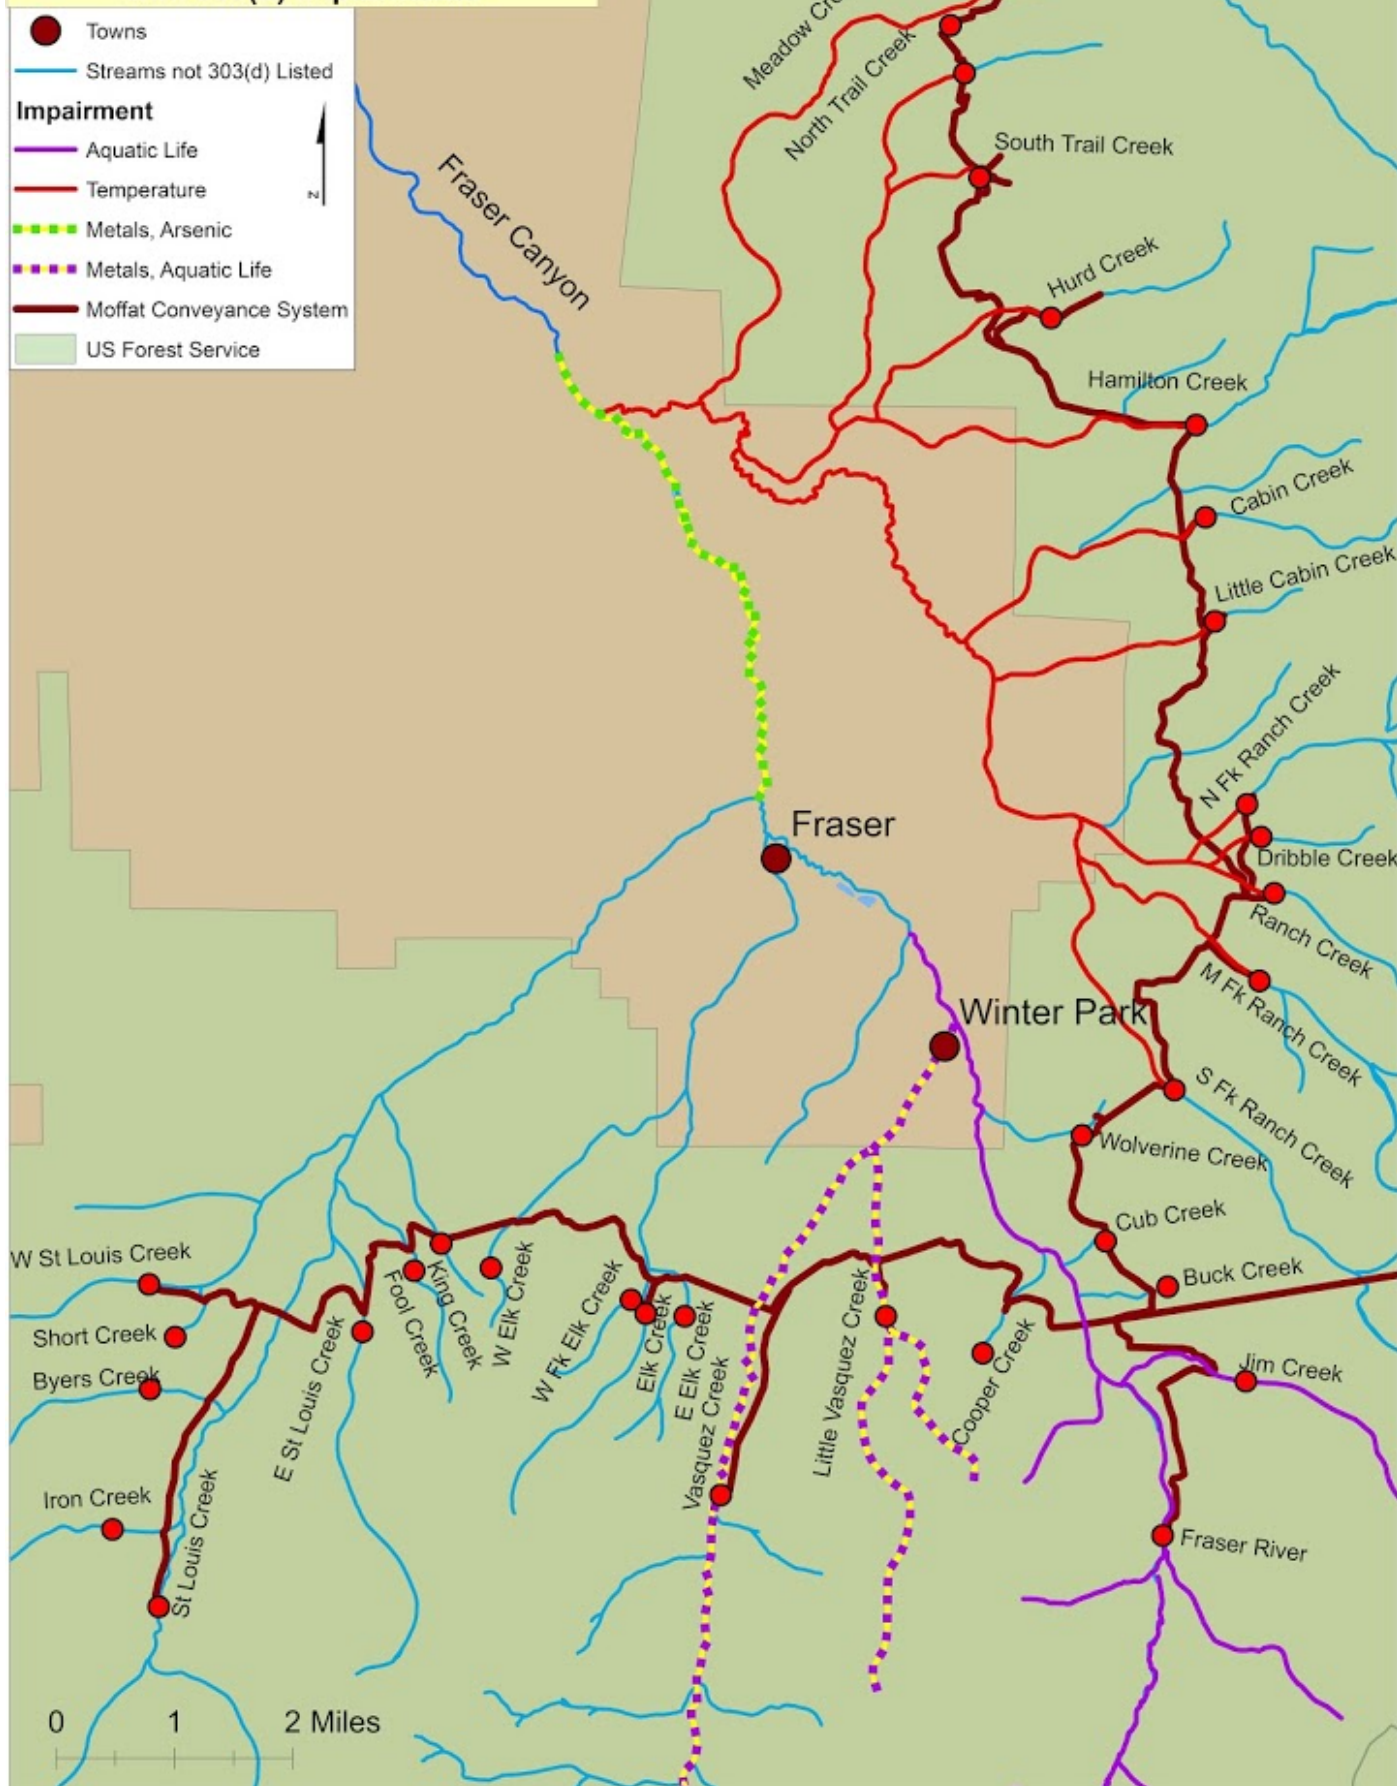 Towns
Streams not 303(d) Listed
Impairment
Aquatic Life
Temperature
Metals, Arsenic
Metals, Aquatic Life
Moffat Conveyance System
US Forest Service
N
Fraser Canyon
Meadow Cre
North Trail Creek
South Trail Creek
Hurd Creek
Hamilton Creek
Cabin Creek
Little Cabin Creek
N Fk Ranch Creek
Fraser
Dribble Creek
Ranch Creek
M Fk Ranch Creek
Winter Park
S Fk Ranch Creek
Wolverine Creek
Cub Creek
Buck Creek
W St Louis Creek
Short Creek
Byers Creek
E St Louis Creek
Fool Creek
King Creek
W Elk Creek
W Fk Elk Creek
Elk Creek
E Elk Creek
Vasquez Creek
Little Vasquez Creek
Cooper Creek
Jim Creek
Iron Creek
St Louis Creek
Fraser River
0 1 2 Miles